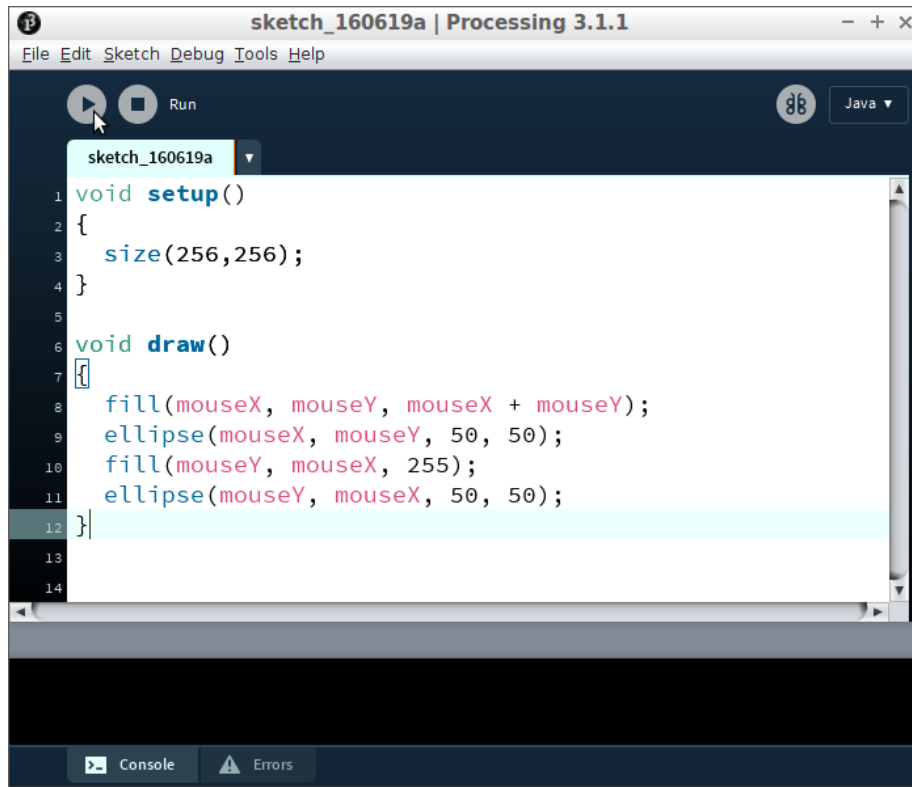 sketch_160619a | Processing 3.1.1
File Edit Sketch Debug Tools Help
Run
Java ▾
sketch_160619a ▾
1 void setup()
2 {
3   size(256,256);
4 }
5
6 void draw()
7 {
8   fill(mouseX, mouseY, mouseX + mouseY);
9   ellipse(mouseX, mouseY, 50, 50);
10   fill(mouseY, mouseX, 255);
11   ellipse(mouseY, mouseX, 50, 50);
12 }
13
14
Console Errors